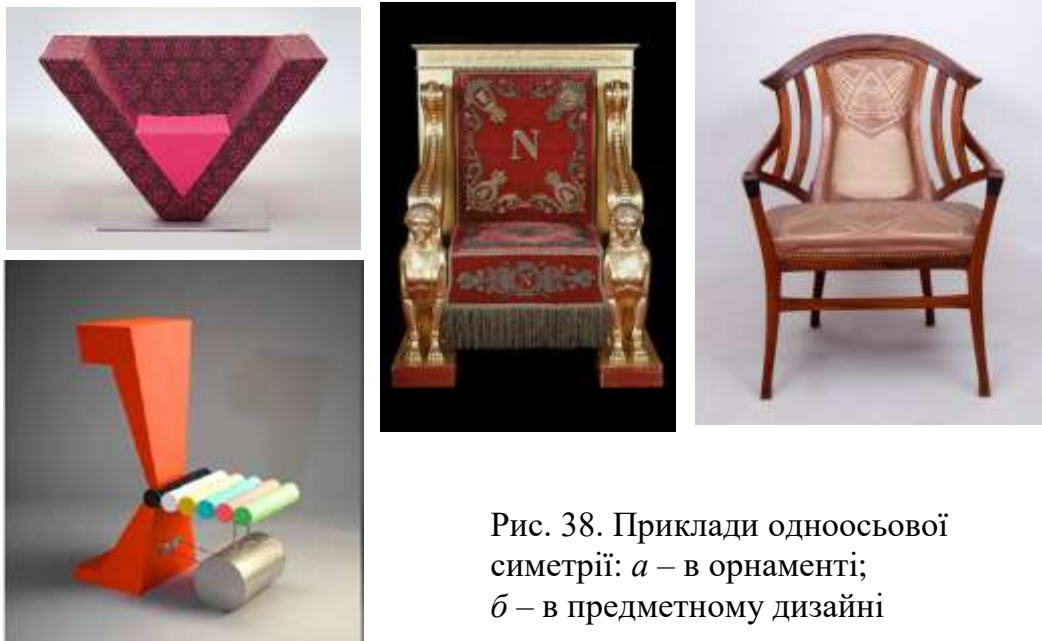 N
N
Рис. 38. Приклади одноосьової
симетрії: а – в орнаменті;
б – в предметному дизайні